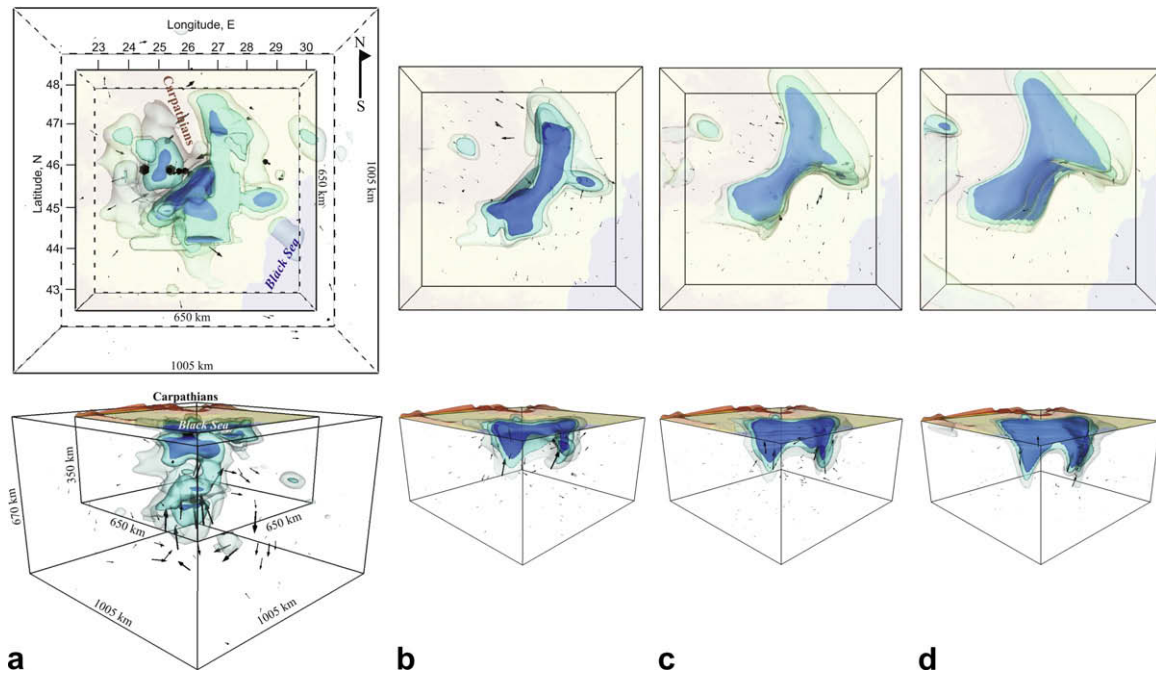 Longitude, E
23 24 25 26 27 28 29 30
N
S
48
47
46
45
44
43
Latitude, N
Carpathians
Black Sea
650 km
1005 km
650 km
1005 km
Carpathians
Black Sea
350 km
670 km
650 km
650 km
1005 km
1005 km
a
b
c
d